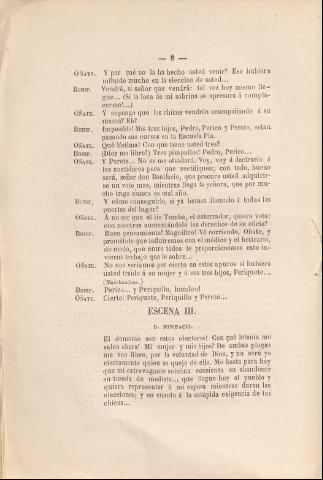 — 8 —
OÑATE. Y por qué no la ha hecho usted venir? Eso hubiera
influido mucho en la eleccion de usted...
BONIF. Vendrá, si señor que vendrá: tal vez hoy mismo lle-
gue... (Si la loca de mi sobrina se apresura á compla-
cerme!...)
OÑATE. Y espongo que los chicos vendrán acompañando á su
mamá? Eh?
BONIF. Imposible! Mis tres hijos, Pedro, Perico y Perote, estan
pasando sus cursos en la Escuela Pia.
OÑATE. Qué lástima! Con que tiene usted tres?
BONIF. (Dios me libre!) Tres pimpollos! Pedro, Perico...
OÑATE. Y Perote... No se me olvidará. Voy, voy á decírselo á
los cortideros para que rectifiquen; con todo, bueno
será, señor don Bonifacio, que procure usted adquirir-
se un voto mas, mientras llega la señora, que por mu-
cho trigo nunca es mal año.
BONIF. Y cómo conseguirlo, si ya hemos llamado á todas las
puertas del lugar?
OÑATE. Á no ser que el tio Tumba, el enterrador, quiera votar
con nosotros aumentándole los derechos de su oficio?
BONIF. Buen pensamiento! Magnífico! Vé corriendo, Oñate, y
prométele que influiremos con el médico y el boticario,
de modo, que entre todos le proporcionemos este in-
vierno trabajo que le sobre...
OÑATE. No nos veriamos por cierto en estos apuros si hubiera
usted traido á su mujer y á sus tres hijos, Periquete...
(Marchándose.)
BONIF. Perico... y Periquillo, hombre!
OÑATE. Cierto: Periquete, Periquillo y Perote...
ESCENA III.
D. BONIFACIO.
El demonio son estos electores! Con qué letanía me
salen ahora! Mi mujer y mis hijos? De ambas plagas
me veo libre, por la voluntad de Dios, y no seré yo
ciertamente quien se queje de ello. Me basta para hoy
que mi extravagante sobrina consienta en abandonar
su tienda de modista... que llegue hoy al pueblo y
quiera representar á mi esposa mientras duren las
elecciones; y en cuanto á la estúpida exigencia de los
chicos...